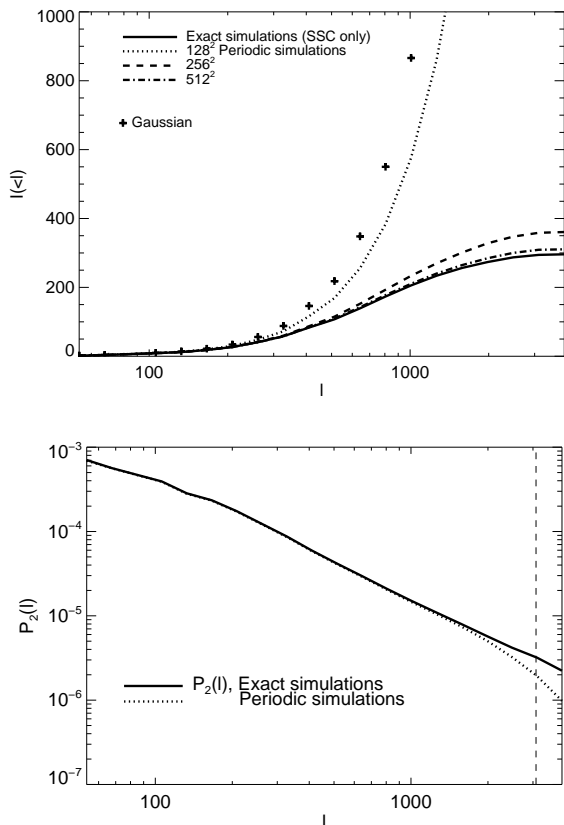 1000
800
600
400
200
0
I(<l)
Exact simulations (SSC only)
128² Periodic simulations
256²
512²
Gaussian
100
1000
l
10⁻³
10⁻⁴
10⁻⁵
10⁻⁶
10⁻⁷
P₂(l)
P₂(l), Exact simulations
Periodic simulations
100
1000
l